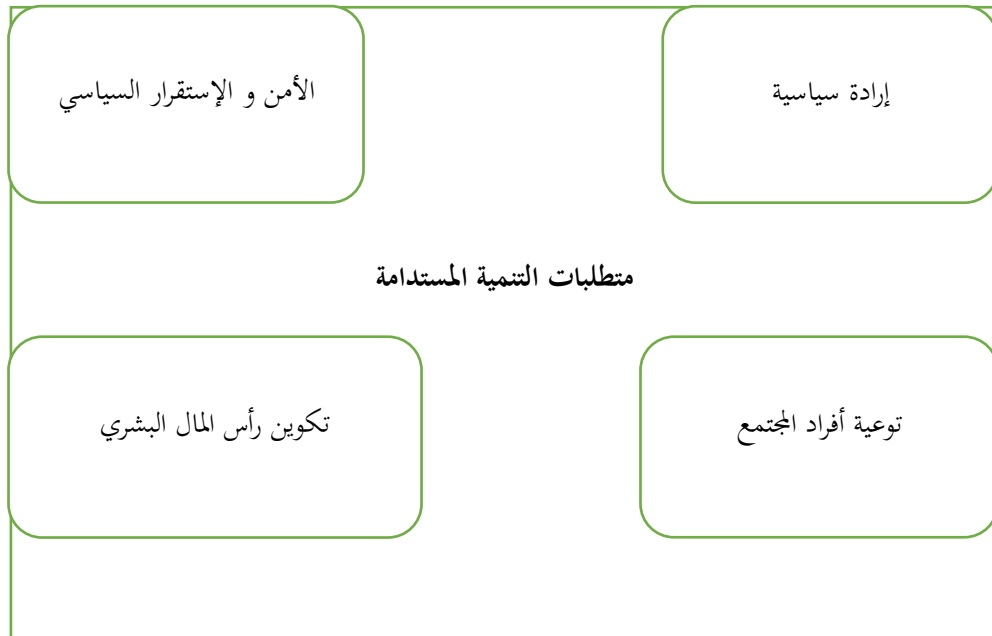 إرادة سياسية
الأمن و الإستقرار السياسي
متطلبات التنمية المستدامة
توعية أفراد المجتمع
تكوين رأس المال البشري